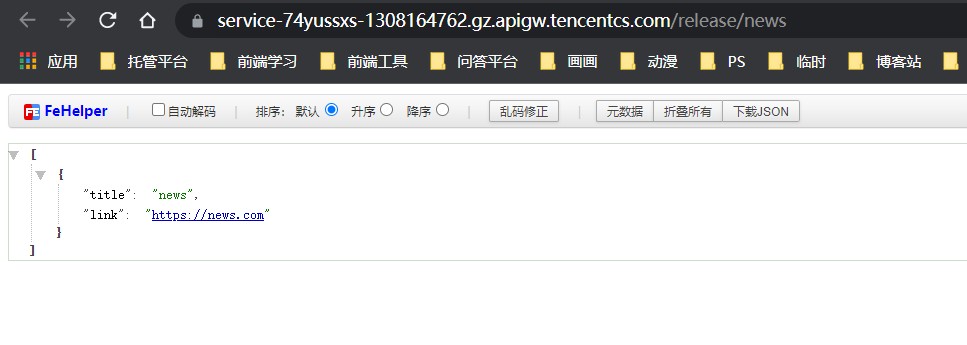 service-74yussxs-1308164762.gz.apigw.tencentcs.com/release/news
应用 托管平台 前端学习 前端工具 问答平台 画画 动漫 PS 临时 博客站
FE FeHelper | 自动解码 | 排序: 默认 升序 降序 | 乱码修正 | 元数据 折叠所有 下载JSON
[
{
"title": "news",
"link": "https://news.com"
}
]